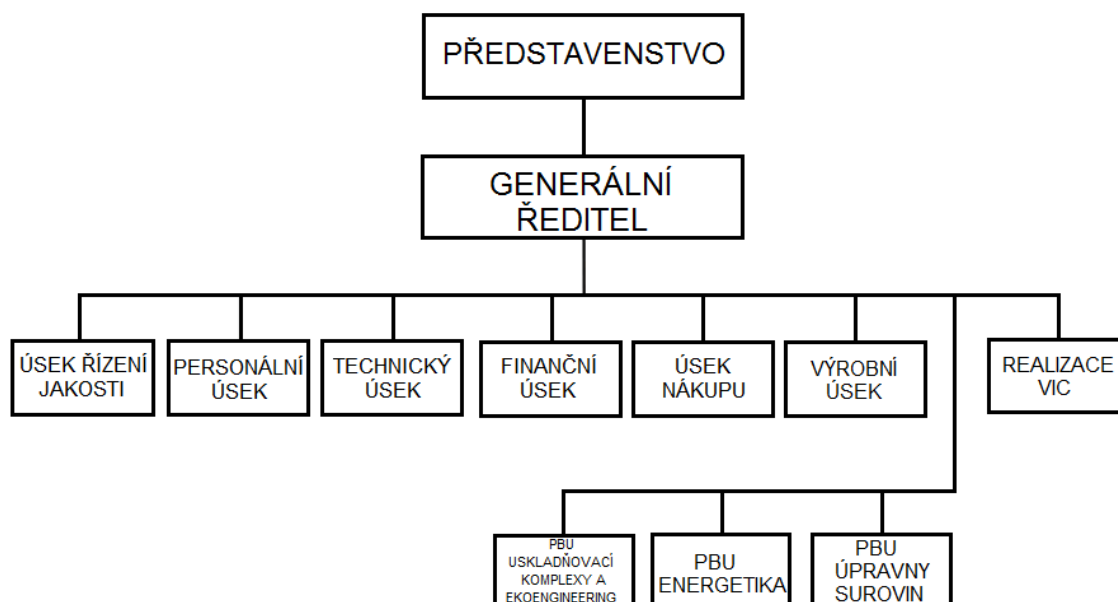 PŘEDSTAVENSTVO
GENERÁLNÍ
ŘEDITEL
ÚSEK ŘÍZENÍ
JAKOSTI
PERSONÁLNÍ
ÚSEK
TECHNICKÝ
ÚSEK
FINANČNÍ
ÚSEK
ÚSEK
NÁKUPU
VÝROBNÍ
ÚSEK
REALIZACE
VIC
PBU
USKLADŇOVACÍ
KOMPLEXY A
EKOENGINEERING
PBU
ENERGETIKA
PBU
ÚPRAVNY
SUROVIN